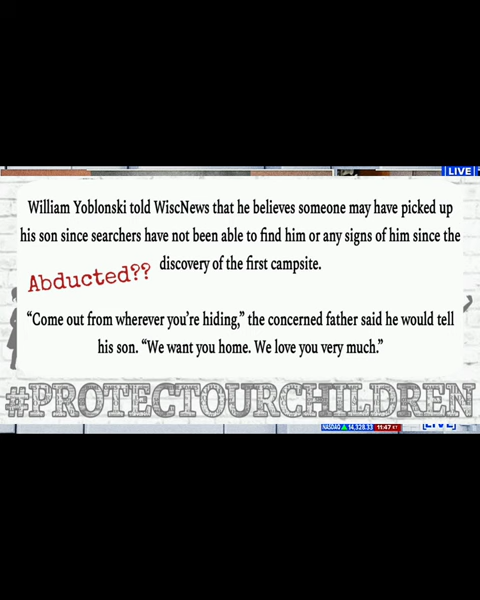 LIVE
William Yoblonski told WiscNews that he believes someone may have picked up
his son since searchers have not been able to find him or any signs of him since the
discovery of the first campsite.
Abducted??
“Come out from wherever you’re hiding,” the concerned father said he would tell
his son. “We want you home. We love you very much.”
#PROTECTOURCHILDREN
NASDAQ ▲ 14,328.33 11:47 ET
LIVE